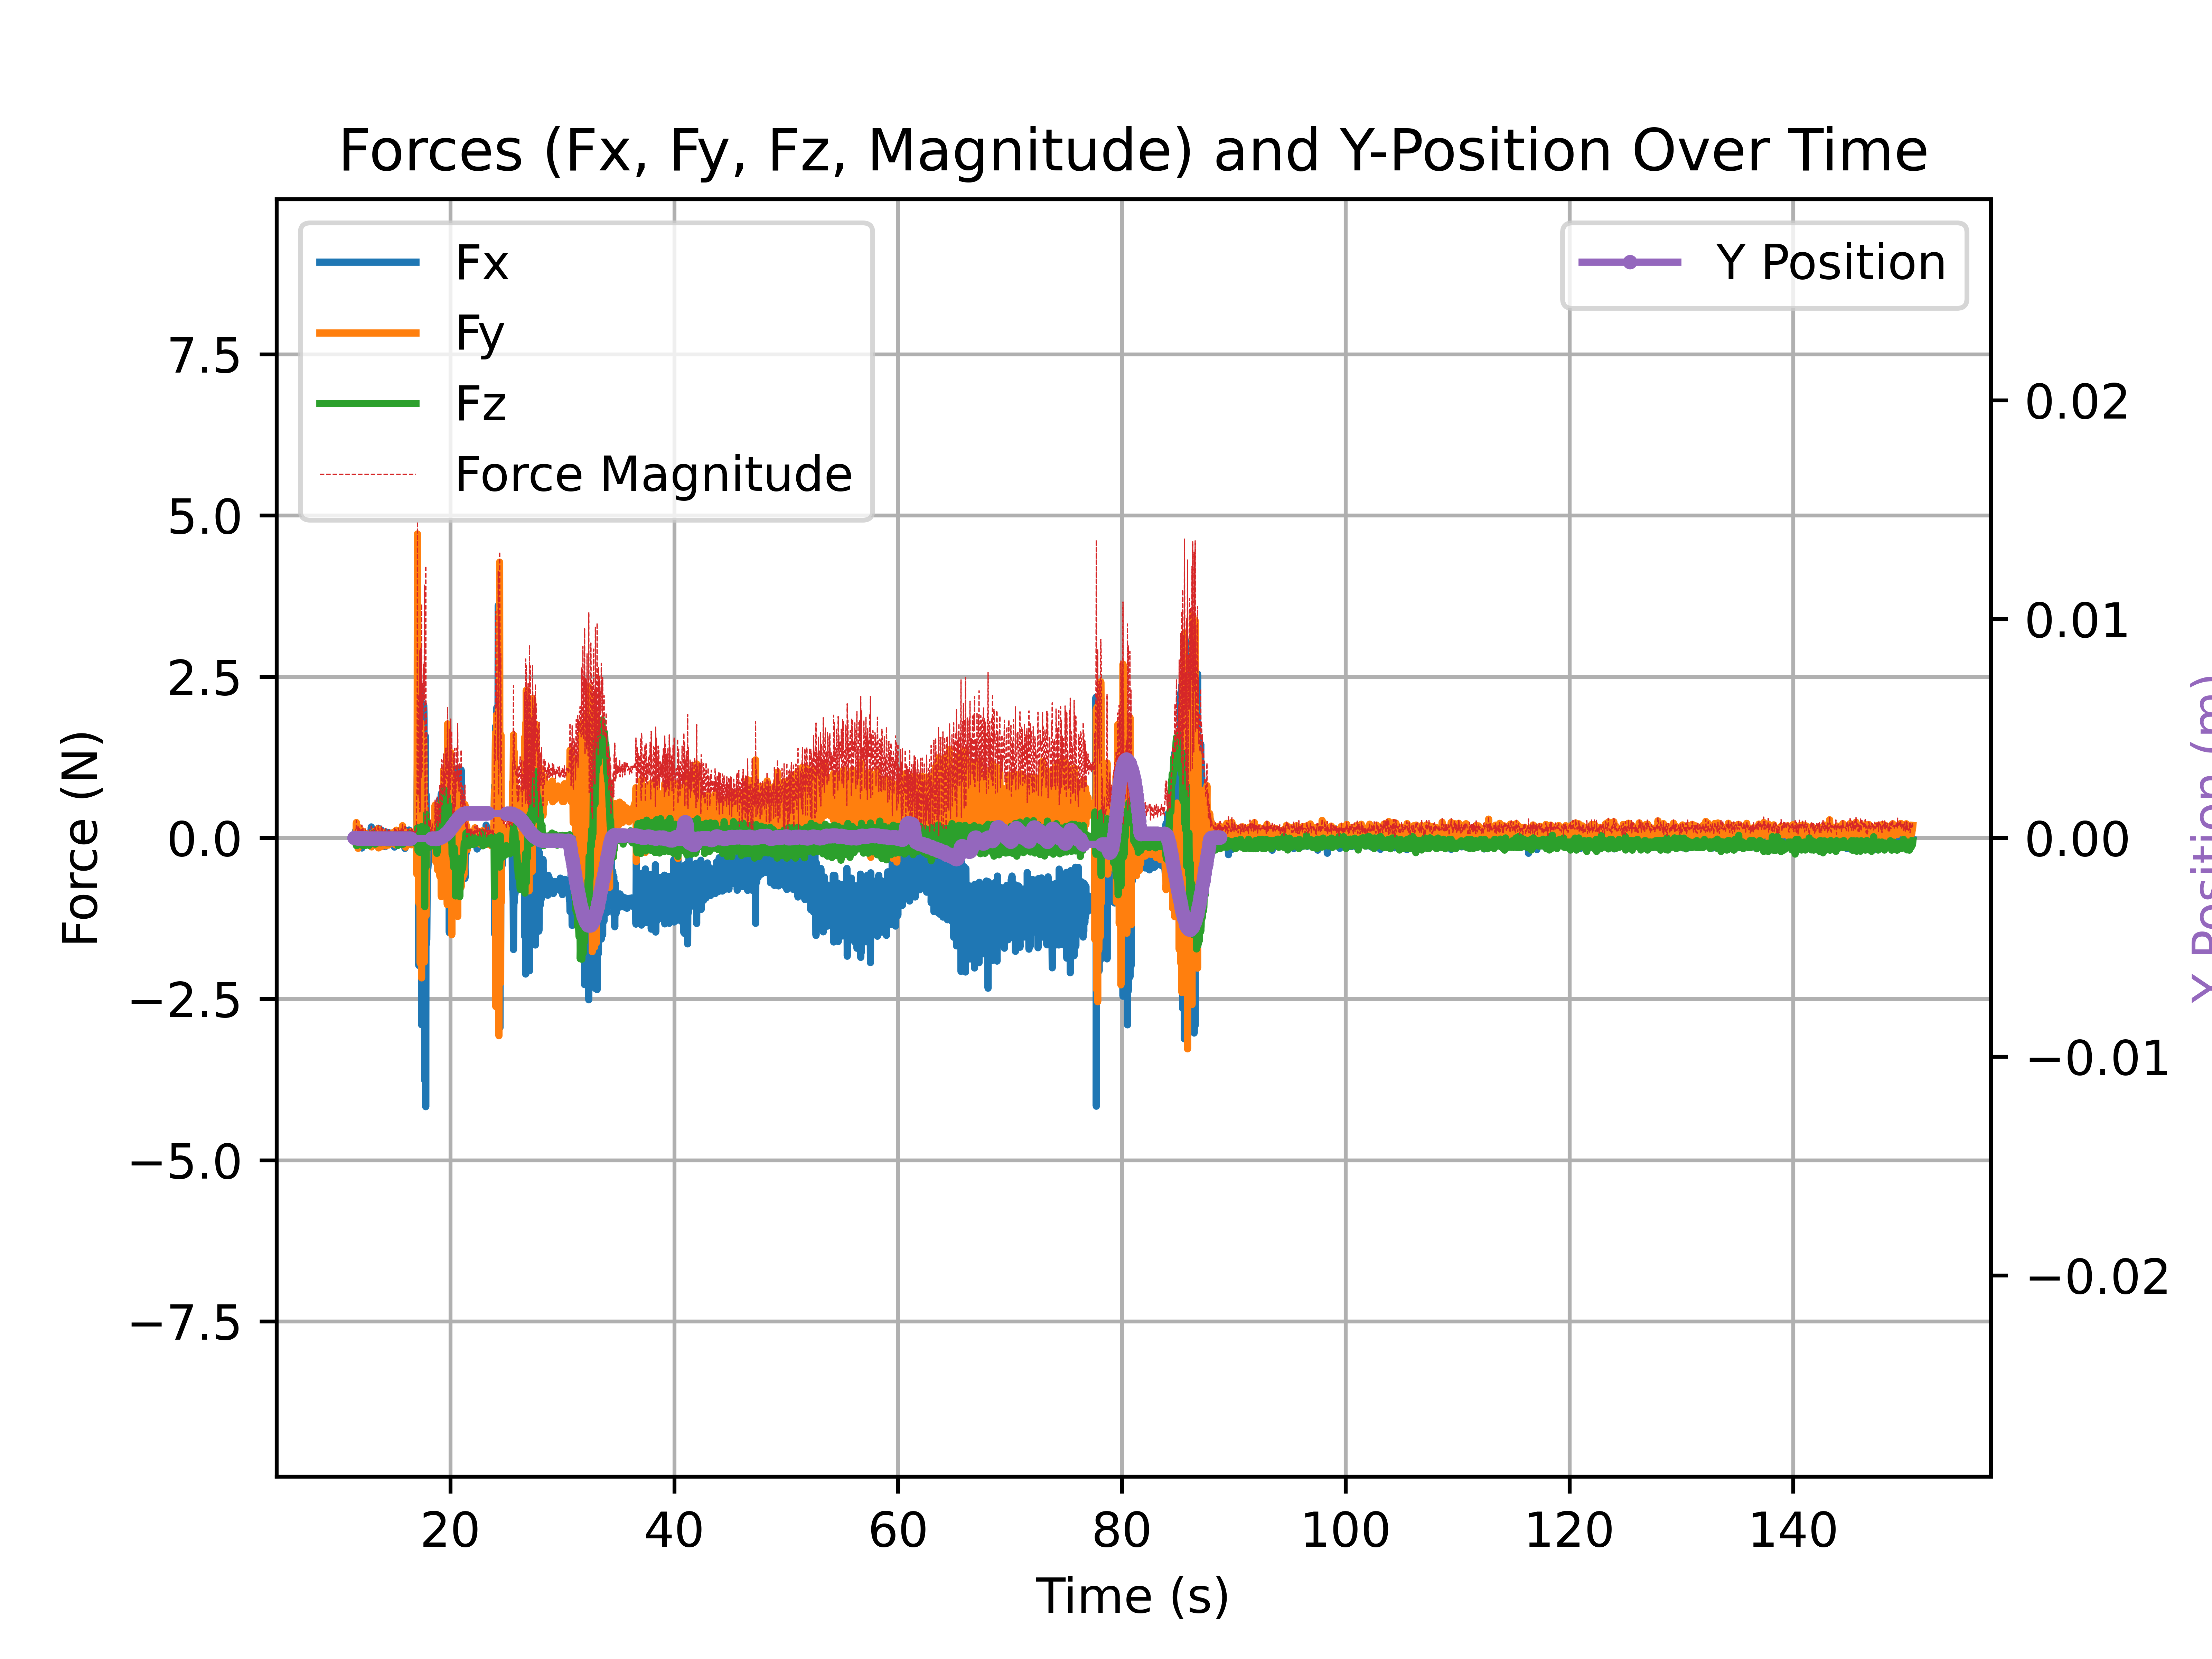 Forces (Fx, Fy, Fz, Magnitude) and Y-Position Over Time
Fx
Fy
Fz
Force Magnitude
Y Position
7.5
5.0
2.5
0.0
−2.5
−5.0
−7.5
Force (N)
0.02
0.01
0.00
−0.01
−0.02
Y Position (m)
20
40
60
80
100
120
140
Time (s)